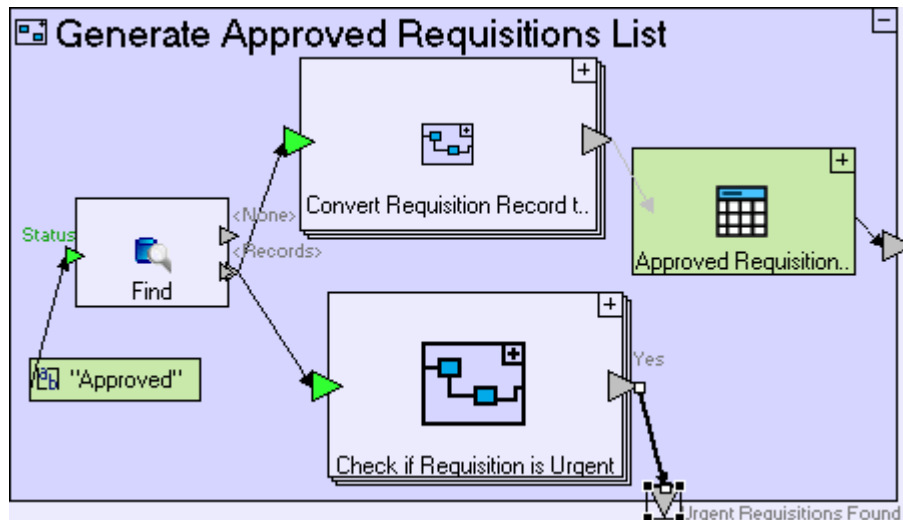 Generate Approved Requisitions List
Convert Requisition Record t..
<None>
Status
<Records>
Approved Requisition..
Find
ab "Approved"
Yes
Check if Requisition is Urgent
Urgent Requisitions Found